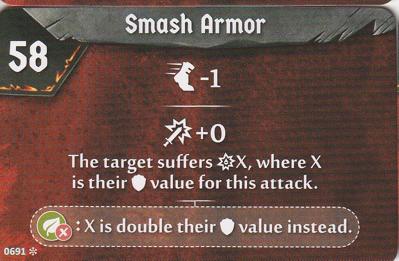 Smash Armor
58
-1
+0
The target suffers X, where X
is their value for this attack.
: X is double their value instead.
0691